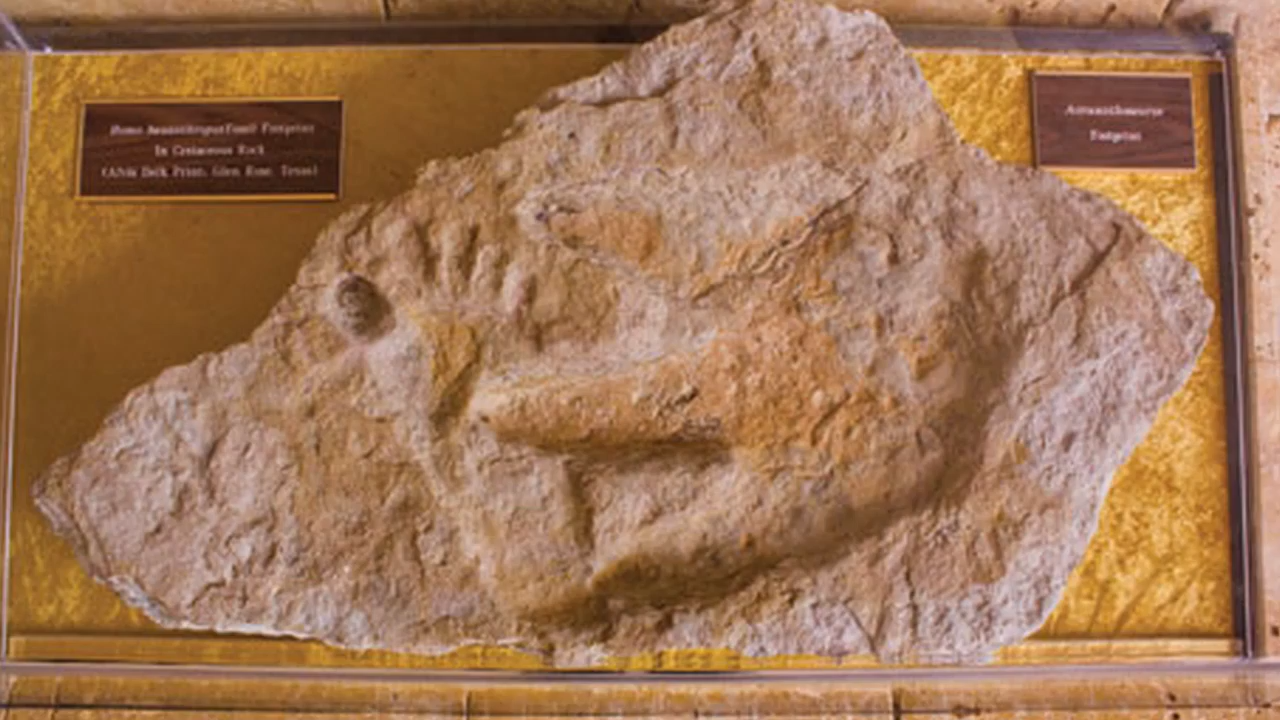 Fossil Footprint
In Cretaceous Rock
(Alvis Delk Print, Glen Rose, Texas)
Acrocanthosaurus
Footprint